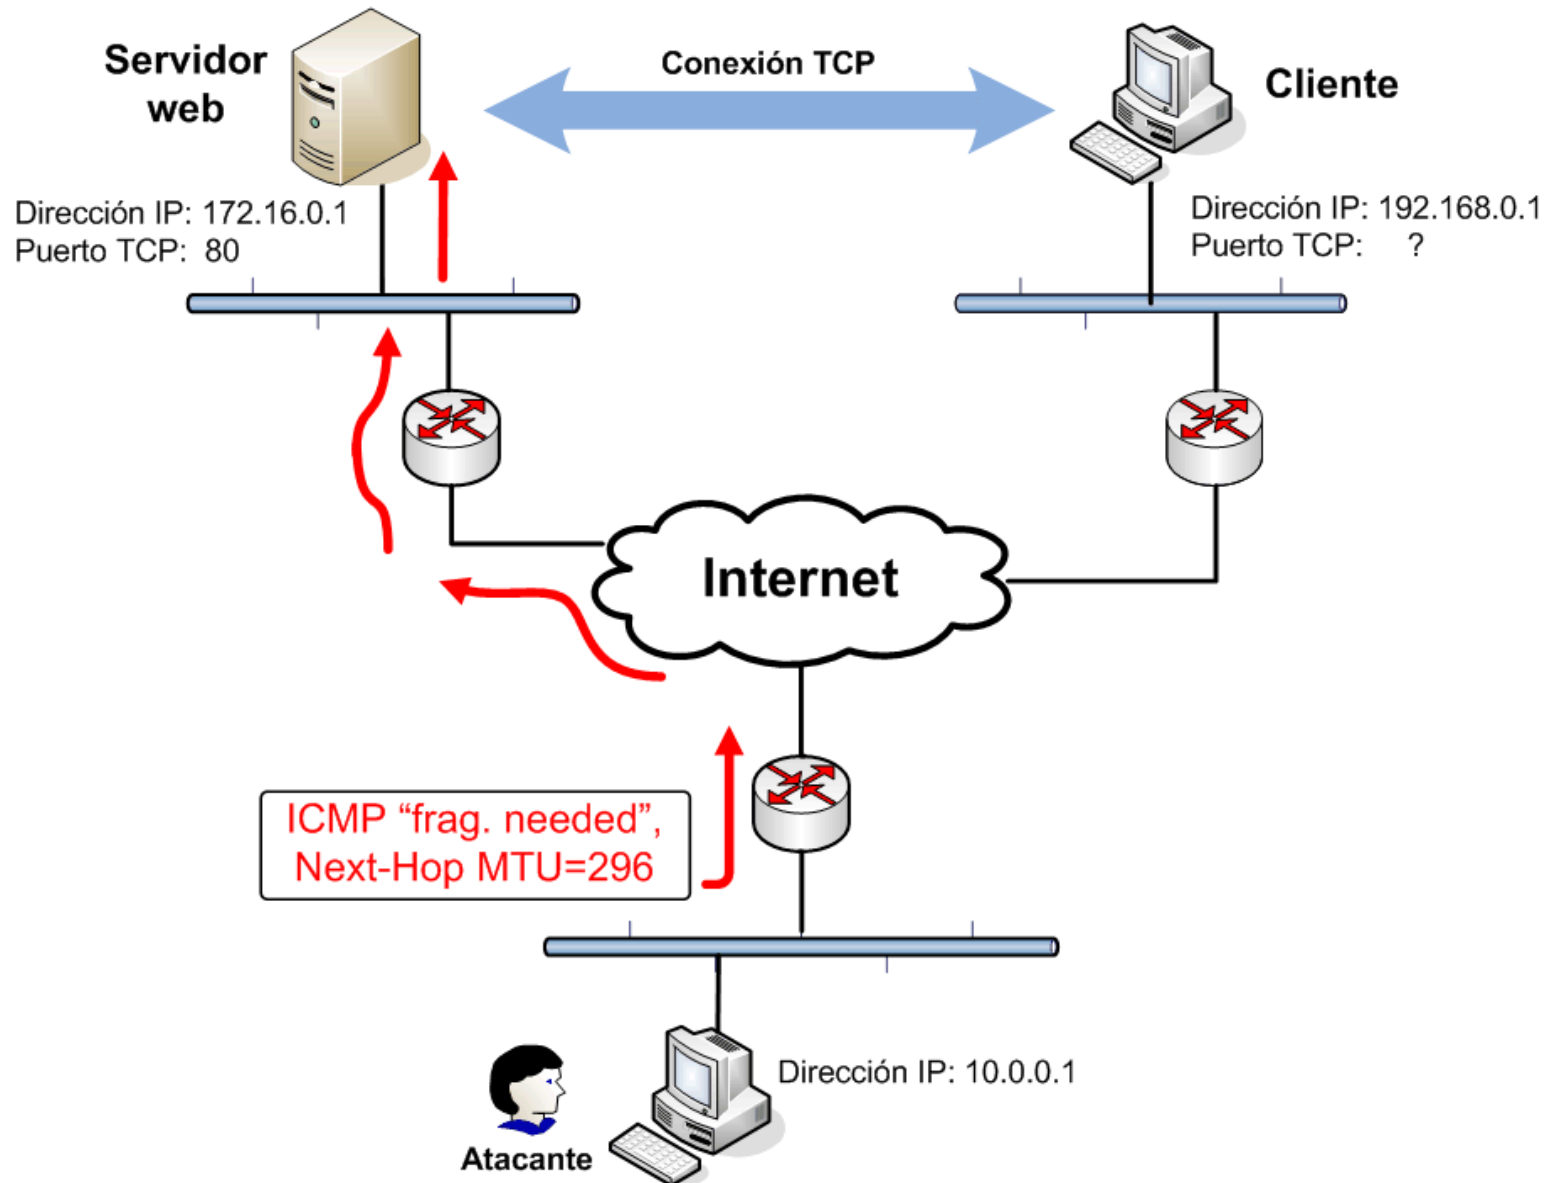 Servidor
web
Conexión TCP
Cliente
Dirección IP: 172.16.0.1
Puerto TCP: 80
Dirección IP: 192.168.0.1
Puerto TCP: ?
Internet
ICMP “frag. needed”,
Next-Hop MTU=296
Dirección IP: 10.0.0.1
Atacante